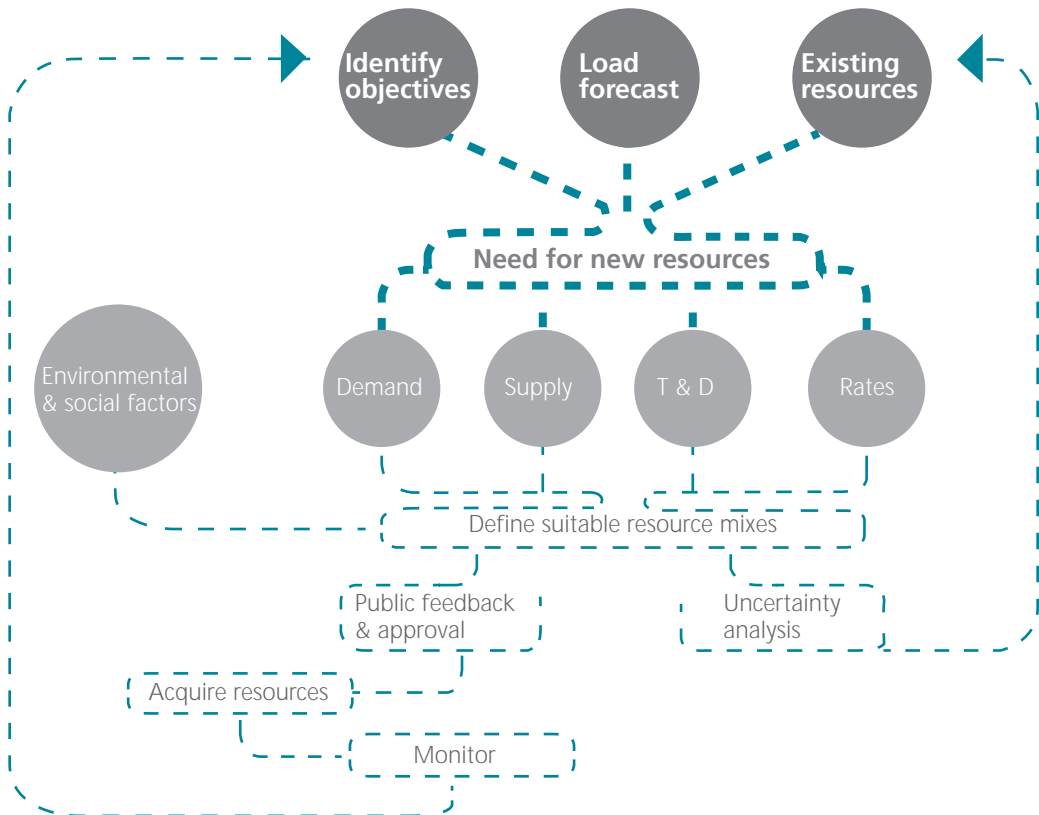 Identify
objectives
Load
forecast
Existing
resources
Need for new resources
Environmental
& social factors
Demand
Supply
T & D
Rates
Define suitable resource mixes
Public feedback
& approval
Uncertainty
analysis
Acquire resources
Monitor